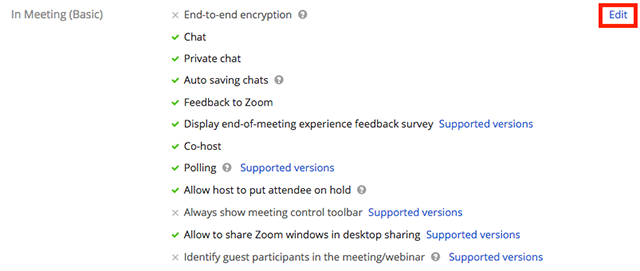 In Meeting (Basic)
× End-to-end encryption ?
Edit
✓ Chat
✓ Private chat
✓ Auto saving chats ?
✓ Feedback to Zoom
✓ Display end-of-meeting experience feedback survey Supported versions
✓ Co-host
✓ Polling ? Supported versions
✓ Allow host to put attendee on hold ?
× Always show meeting control toolbar Supported versions
✓ Allow to share Zoom windows in desktop sharing Supported versions
× Identify guest participants in the meeting/webinar ? Supported versions